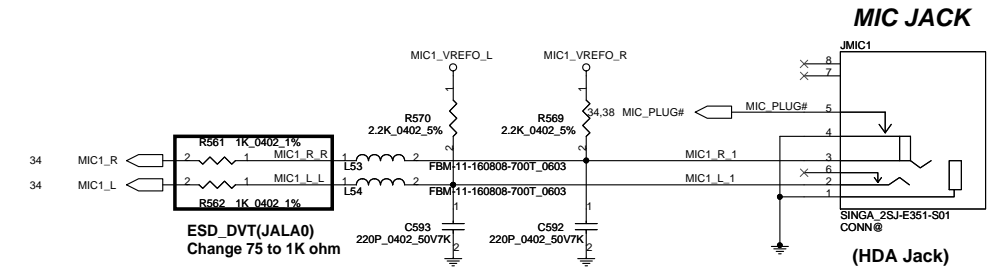 MIC JACK
JMIC1
MIC1_VREFO_L
MIC1_VREFO_R
8
7
1
1
R570
2.2K_0402_5%
R569
2.2K_0402_5%
34,38 MIC_PLUG#
MIC_PLUG#
5
2
2
4
R561 1K_0402_1%
34 MIC1_R
2
1
MIC1_R_R
1
2
L53
FBM-11-160808-700T_0603
MIC1_R_1
3
6
34 MIC1_L
2
1
MIC1_L_L
1
2
L54
FBM-11-160808-700T_0603
MIC1_L_1
2
1
R562 1K_0402_1%
1
1
C593
220P_0402_50V7K
2
C592
220P_0402_50V7K
2
SINGA_2SJ-E351-S01
CONN@
ESD_DVT(JALA0)
Change 75 to 1K ohm
(HDA Jack)